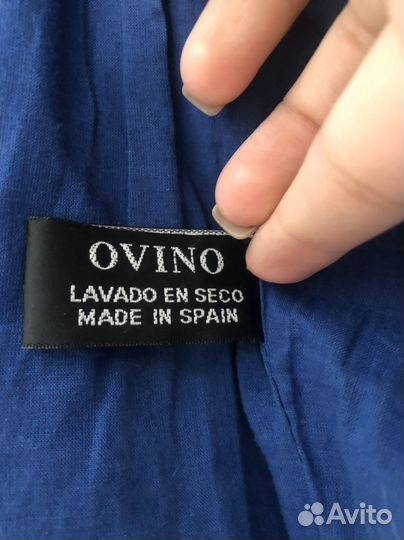 OVINO
LAVADO EN SECO
MADE IN SPAIN
Avito